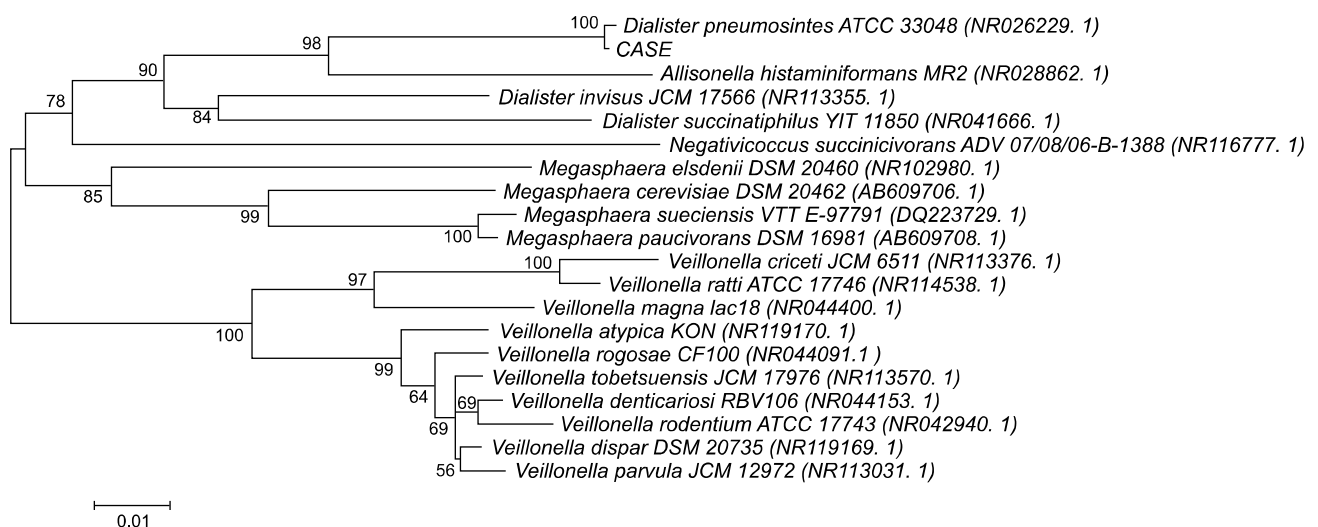 100 Dialister pneumosintes ATCC 33048 (NR026229. 1)
98 CASE
90 Allisonella histaminiformans MR2 (NR028862. 1)
78 Dialister invisus JCM 17566 (NR113355. 1)
84 Dialister succinatiphilus YIT 11850 (NR041666. 1)
Negativicoccus succinicivorans ADV 07/08/06-B-1388 (NR116777. 1)
Megasphaera elsdenii DSM 20460 (NR102980. 1)
85 Megasphaera cerevisiae DSM 20462 (AB609706. 1)
99 Megasphaera sueciensis VTT E-97791 (DQ223729. 1)
100 Megasphaera paucivorans DSM 16981 (AB609708. 1)
100 Veillonella criceti JCM 6511 (NR113376. 1)
97 Veillonella ratti ATCC 17746 (NR114538. 1)
Veillonella magna lac18 (NR044400. 1)
100 Veillonella atypica KON (NR119170. 1)
99 Veillonella rogosae CF100 (NR044091.1 )
Veillonella tobetsuensis JCM 17976 (NR113570. 1)
64 69 Veillonella denticariosi RBV106 (NR044153. 1)
69 Veillonella rodentium ATCC 17743 (NR042940. 1)
Veillonella dispar DSM 20735 (NR119169. 1)
56 Veillonella parvula JCM 12972 (NR113031. 1)
0.01